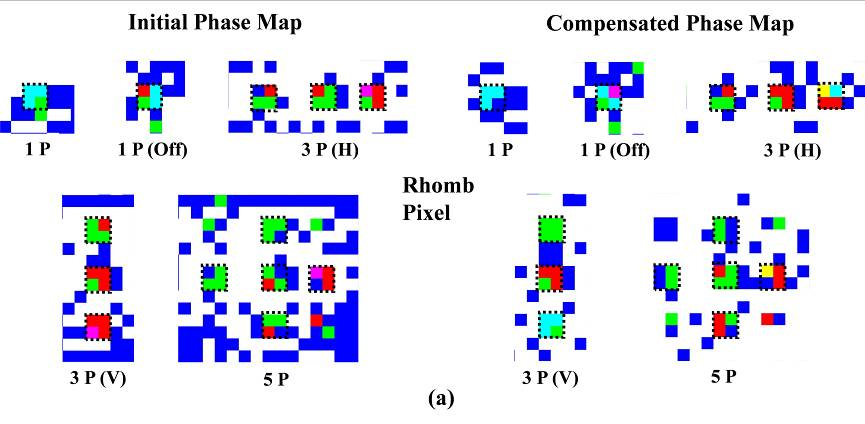 Initial Phase Map
Compensated Phase Map
1 P
1 P (Off)
3 P (H)
1 P
1 P (Off)
3 P (H)
Rhomb
Pixel
3 P (V)
5 P
3 P (V)
5 P
(a)